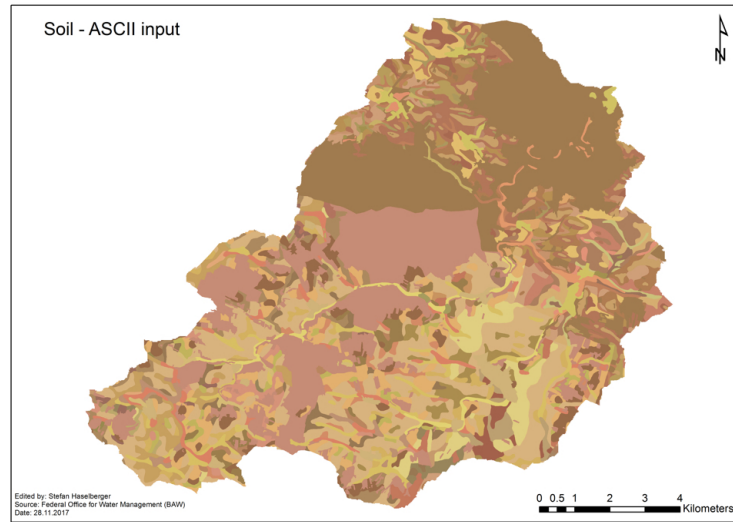 Soil - ASCII input
N
Edited by: Stefan Haselberger
Source: Federal Office for Water Management (BAW)
Date: 28.11.2017
0 0.5 1 2 3 4
Kilometers